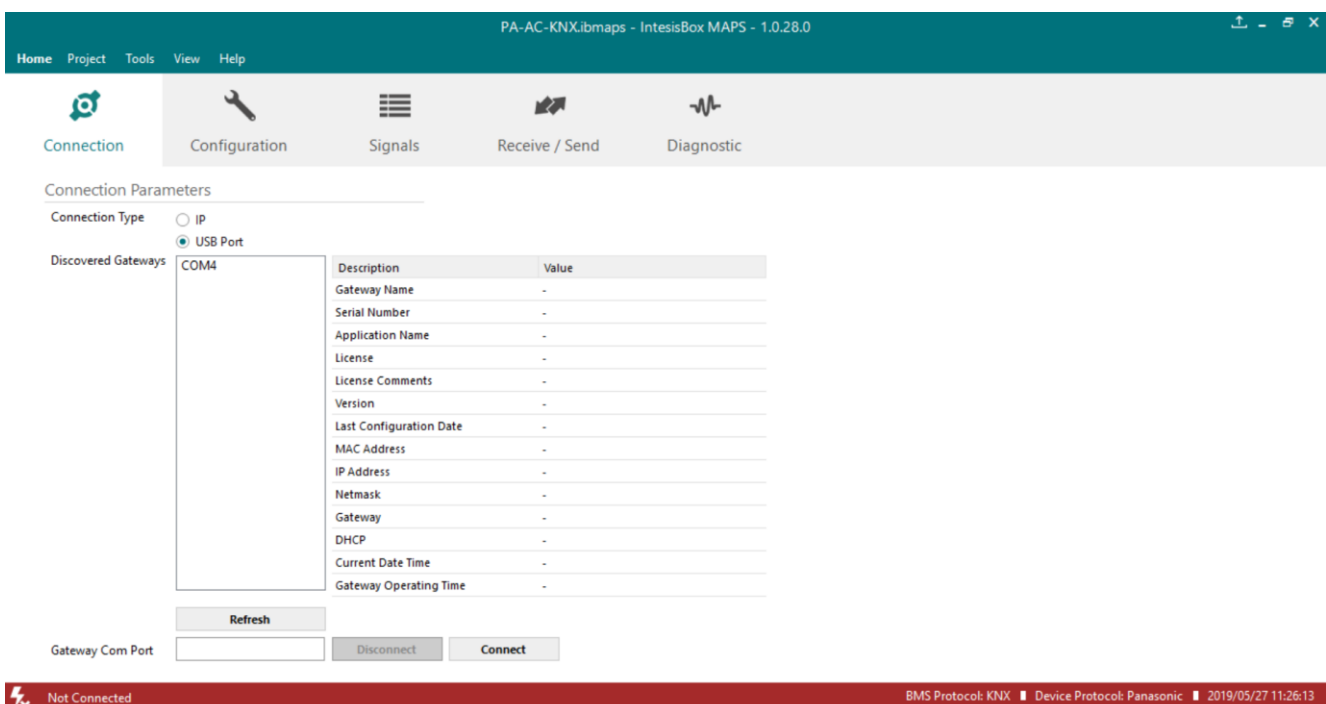 PA-AC-KNX.ibmaps - IntesisBox MAPS - 1.0.28.0
Home Project Tools View Help
Connection Configuration Signals Receive / Send Diagnostic
Connection Parameters
Connection Type
IP
USB Port
Discovered Gateways
COM4
Description Value
Gateway Name -
Serial Number -
Application Name -
License -
License Comments -
Version -
Last Configuration Date -
MAC Address -
IP Address -
Netmask -
Gateway -
DHCP -
Current Date Time -
Gateway Operating Time -
Refresh
Gateway Com Port Disconnect Connect
Not Connected BMS Protocol: KNX Device Protocol: Panasonic 2019/05/27 11:26:13